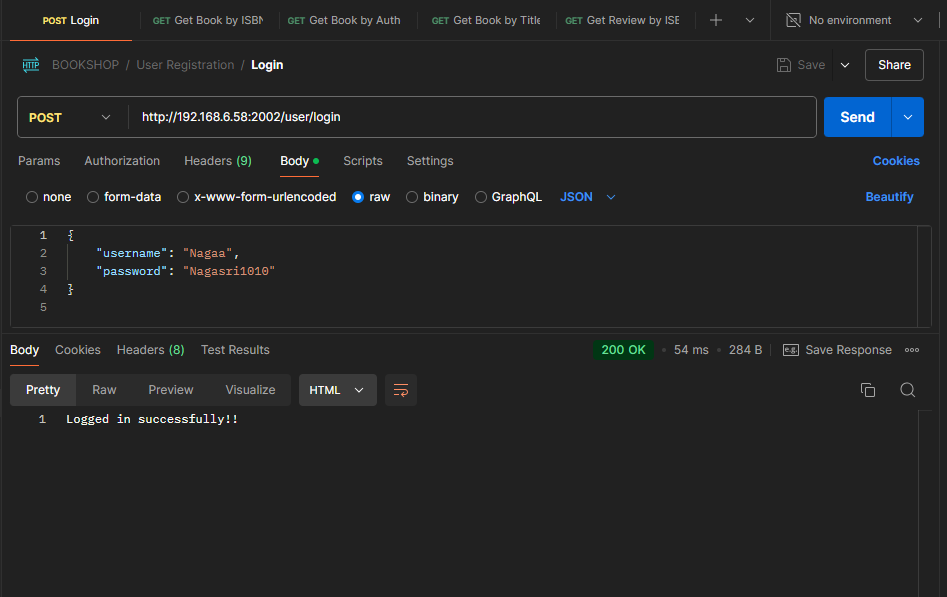 POST Login GET Get Book by ISBN GET Get Book by Auth GET Get Book by Title GET Get Review by ISB No environment
HTTP BOOKSHOP / User Registration / Login Save Share
POST http://192.168.6.58:2002/user/login Send
Params Authorization Headers (9) Body Scripts Settings Cookies
none form-data x-www-form-urlencoded raw binary GraphQL JSON Beautify
1 {
2 "username": "Nagaa",
3 "password": "Nagasri1010"
4 }
5
Body Cookies Headers (8) Test Results 200 OK 54 ms 284 B e.g. Save Response
Pretty Raw Preview Visualize HTML
1 Logged in successfully!!